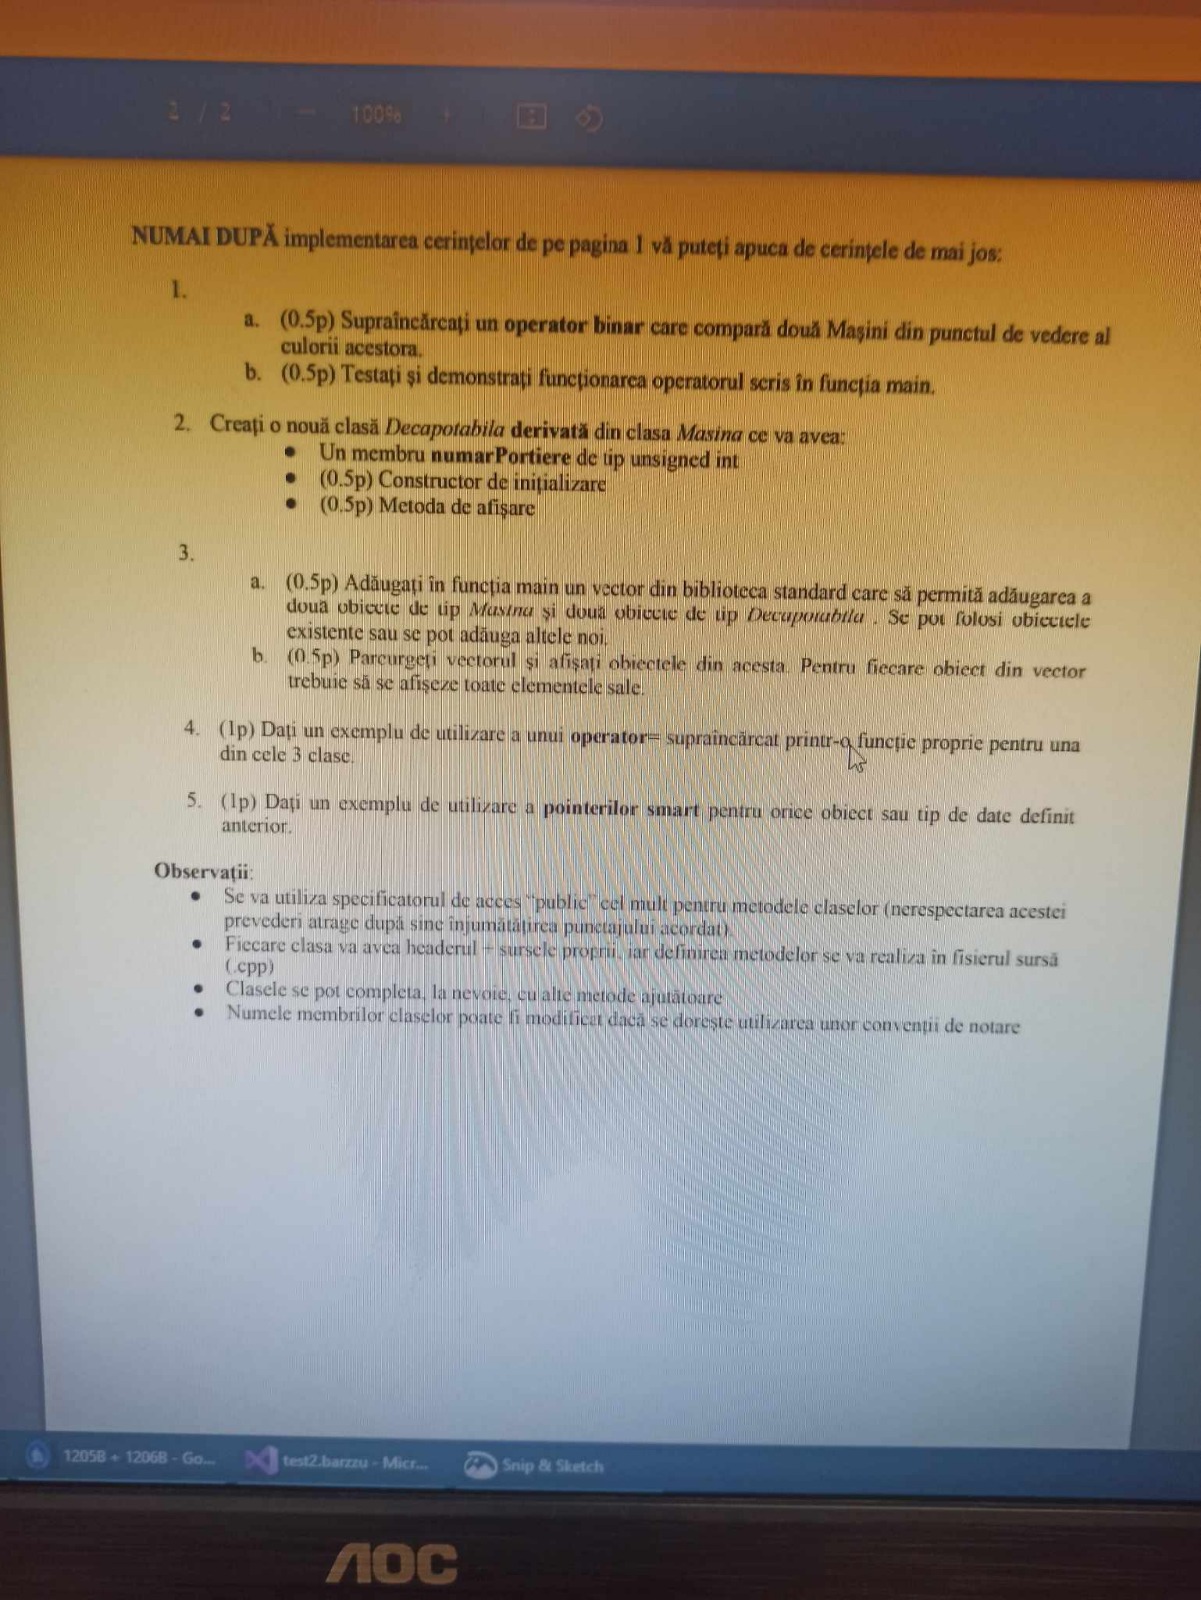 2 / 2 — 100% +
NUMAI DUPĂ implementarea cerințelor de pe pagina 1 vă puteți apuca de cerințele de mai jos:
1.
a. (0.5p) Supraîncărcați un operator binar care compară două Mașini din punctul de vedere al
culorii acestora.
b. (0.5p) Testați și demonstrați funcționarea operatorul scris în funcția main.
2. Creați o nouă clasă Decapotabila derivată din clasa Masina ce va avea:
• Un membru numarPortiere de tip unsigned int
• (0.5p) Constructor de inițializare
• (0.5p) Metoda de afișare
3.
a. (0.5p) Adăugați în funcția main un vector din biblioteca standard care să permită adăugarea a
două obiecte de tip Masina și două obiecte de tip Decapotabila . Se pot folosi obiectele
existente sau se pot adăuga altele noi.
b. (0.5p) Parcurgeți vectorul și afișați obiectele din acesta. Pentru fiecare obiect din vector
trebuie să se afișeze toate elementele sale.
4. (1p) Dați un exemplu de utilizare a unui operator= supraîncărcat printr-o funcție proprie pentru una
din cele 3 clase.
5. (1p) Dați un exemplu de utilizare a pointerilor smart pentru orice obiect sau tip de date definit
anterior.
Observații:
• Se va utiliza specificatorul de acces "public" cel mult pentru metodele claselor (nerespectarea acestei
prevederi atrage după sine înjumătățirea punctajului acordat).
• Fiecare clasa va avea headerul + sursele proprii, iar definirea metodelor se va realiza în fisierul sursă
(.cpp)
• Clasele se pot completa, la nevoie, cu alte metode ajutătoare
• Numele membrilor claselor poate fi modificat dacă se dorește utilizarea unor convenții de notare
1205B + 1206B - Go... test2.barzzu - Micr... Snip & Sketch
AOC